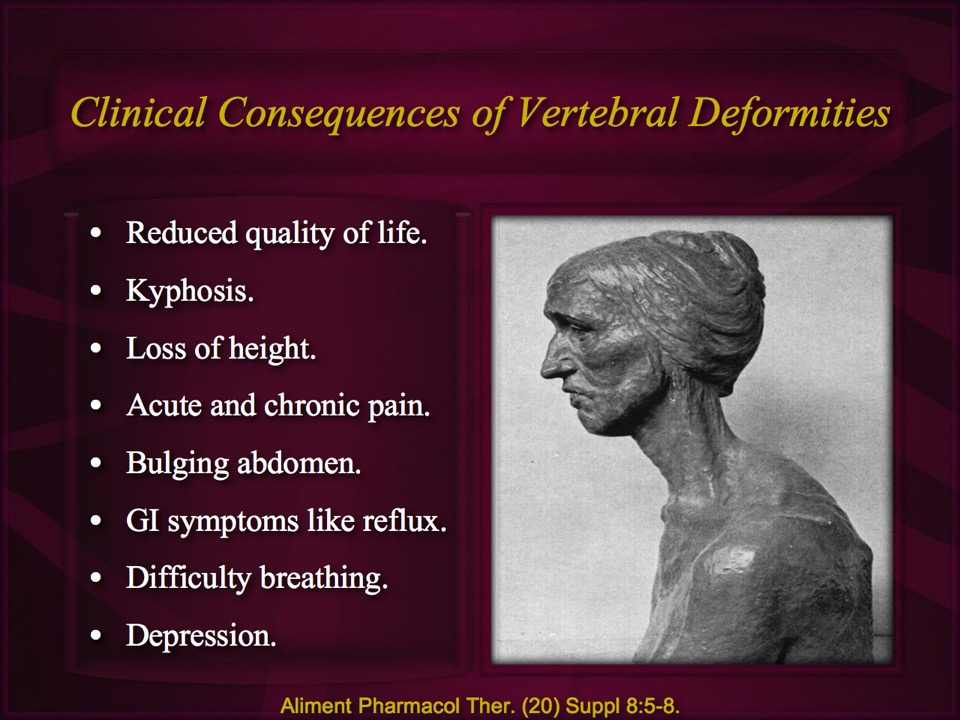 Clinical Consequences of Vertebral Deformities
• Reduced quality of life.
• Kyphosis.
• Loss of height.
• Acute and chronic pain.
• Bulging abdomen.
• GI symptoms like reflux.
• Difficulty breathing.
• Depression.
Aliment Pharmacol Ther. (20) Suppl 8:5-8.